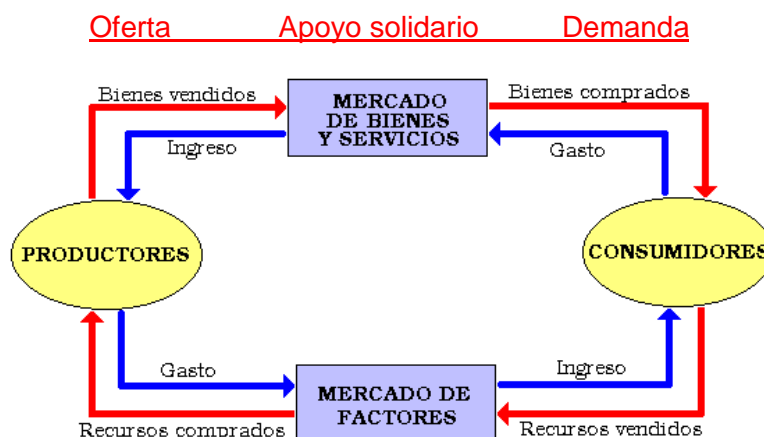 Oferta Apoyo solidario Demanda
Bienes vendidos
MERCADO
DE BIENES
Y SERVICIOS
Bienes comprados
Ingreso
Gasto
PRODUCTORES
CONSUMIDORES
Gasto
MERCADO DE
FACTORES
Ingreso
Recursos comprados
Recursos vendidos